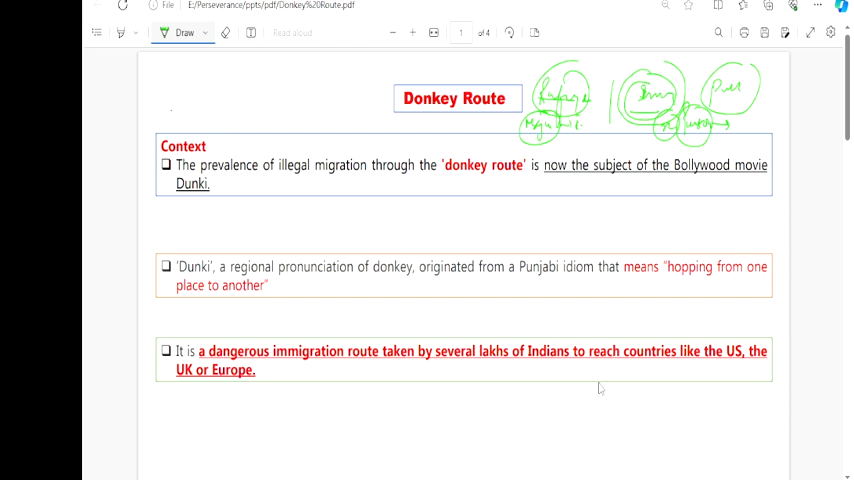 File E:/Perseverance/ppts/pdf/Donkey%20Route.pdf
Draw Read aloud 1 of 4
Donkey Route
Context
❑ The prevalence of illegal migration through the 'donkey route' is now the subject of the Bollywood movie
Dunki.
❑ 'Dunki', a regional pronunciation of donkey, originated from a Punjabi idiom that means "hopping from one
place to another"
❑ It is a dangerous immigration route taken by several lakhs of Indians to reach countries like the US, the
UK or Europe.